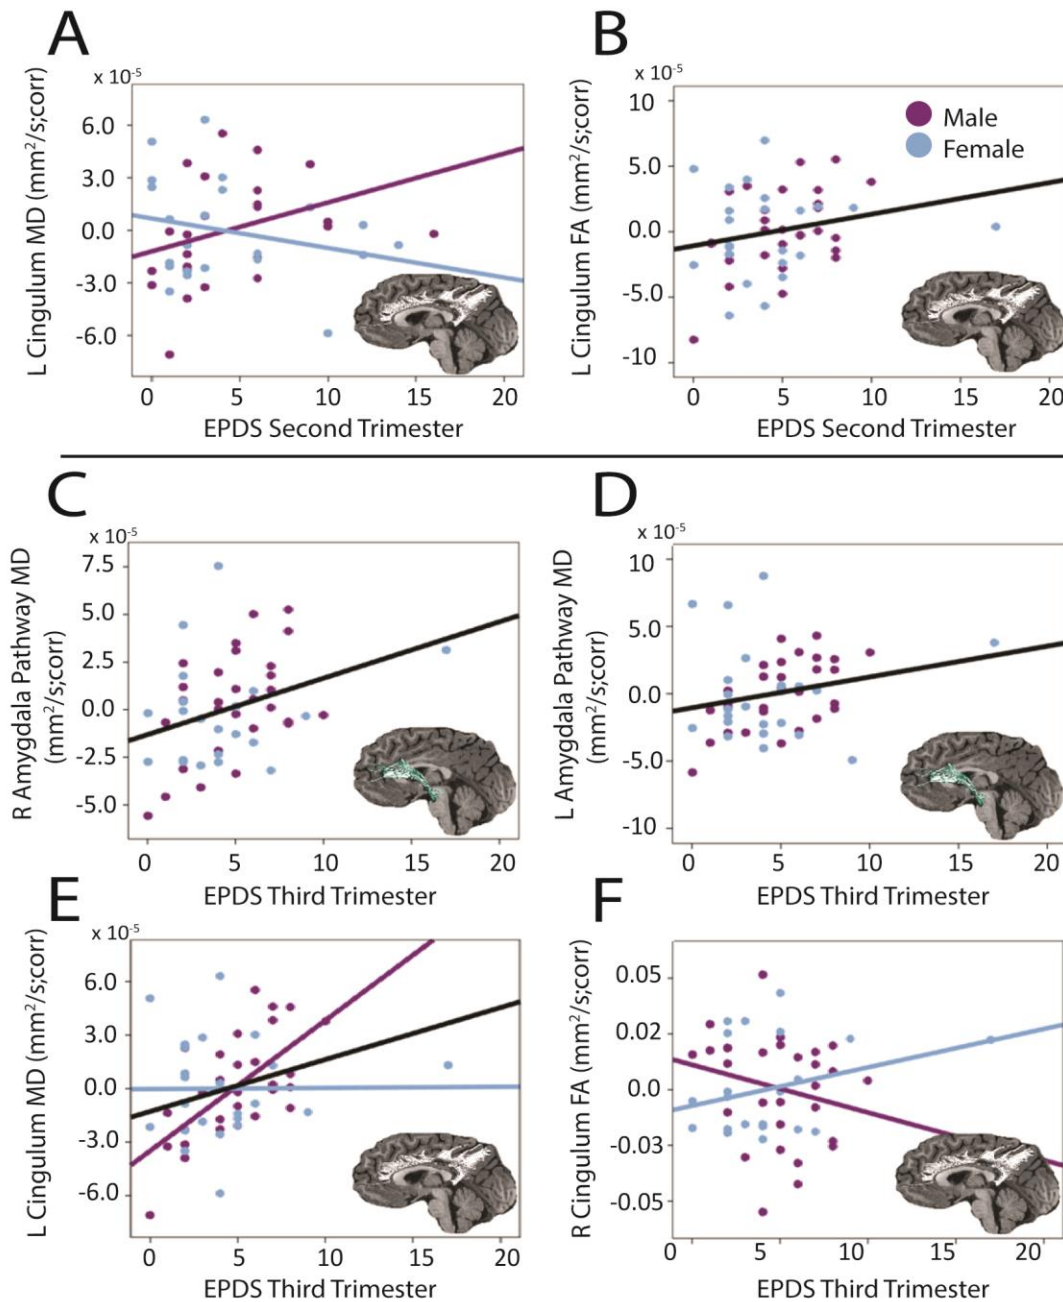 A
x 10⁻⁵
L Cingulum MD (mm²/s;corr)
6.0
3.0
0.0
-3.0
-6.0
0 5 10 15 20
EPDS Second Trimester
B
x 10⁻⁵
L Cingulum FA (mm²/s;corr)
10
5.0
0.0
-5.0
-10
0 5 10 15 20
EPDS Second Trimester
Male
Female
C
x 10⁻⁵
R Amygdala Pathway MD
(mm²/s;corr)
7.5
5.0
2.5
0.0
-2.5
-5.0
0 5 10 15 20
EPDS Third Trimester
D
x 10⁻⁵
L Amygdala Pathway MD
(mm²/s;corr)
10
5.0
0.0
-5.0
-10
0 5 10 15 20
EPDS Third Trimester
E
x 10⁻⁵
L Cingulum MD (mm²/s;corr)
6.0
3.0
0.0
-3.0
-6.0
0 5 10 15 20
EPDS Third Trimester
F
R Cingulum FA (mm²/s;corr)
0.05
0.02
0.0
-0.03
-0.05
0 5 10 15 20
EPDS Third Trimester